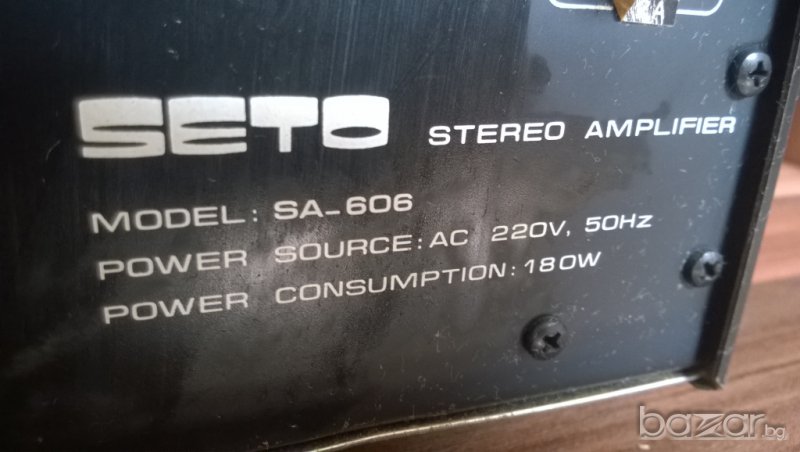 SETO STEREO AMPLIFIER
MODEL: SA-606
POWER SOURCE: AC 220V, 50Hz
POWER CONSUMPTION: 180W
bazar.bg